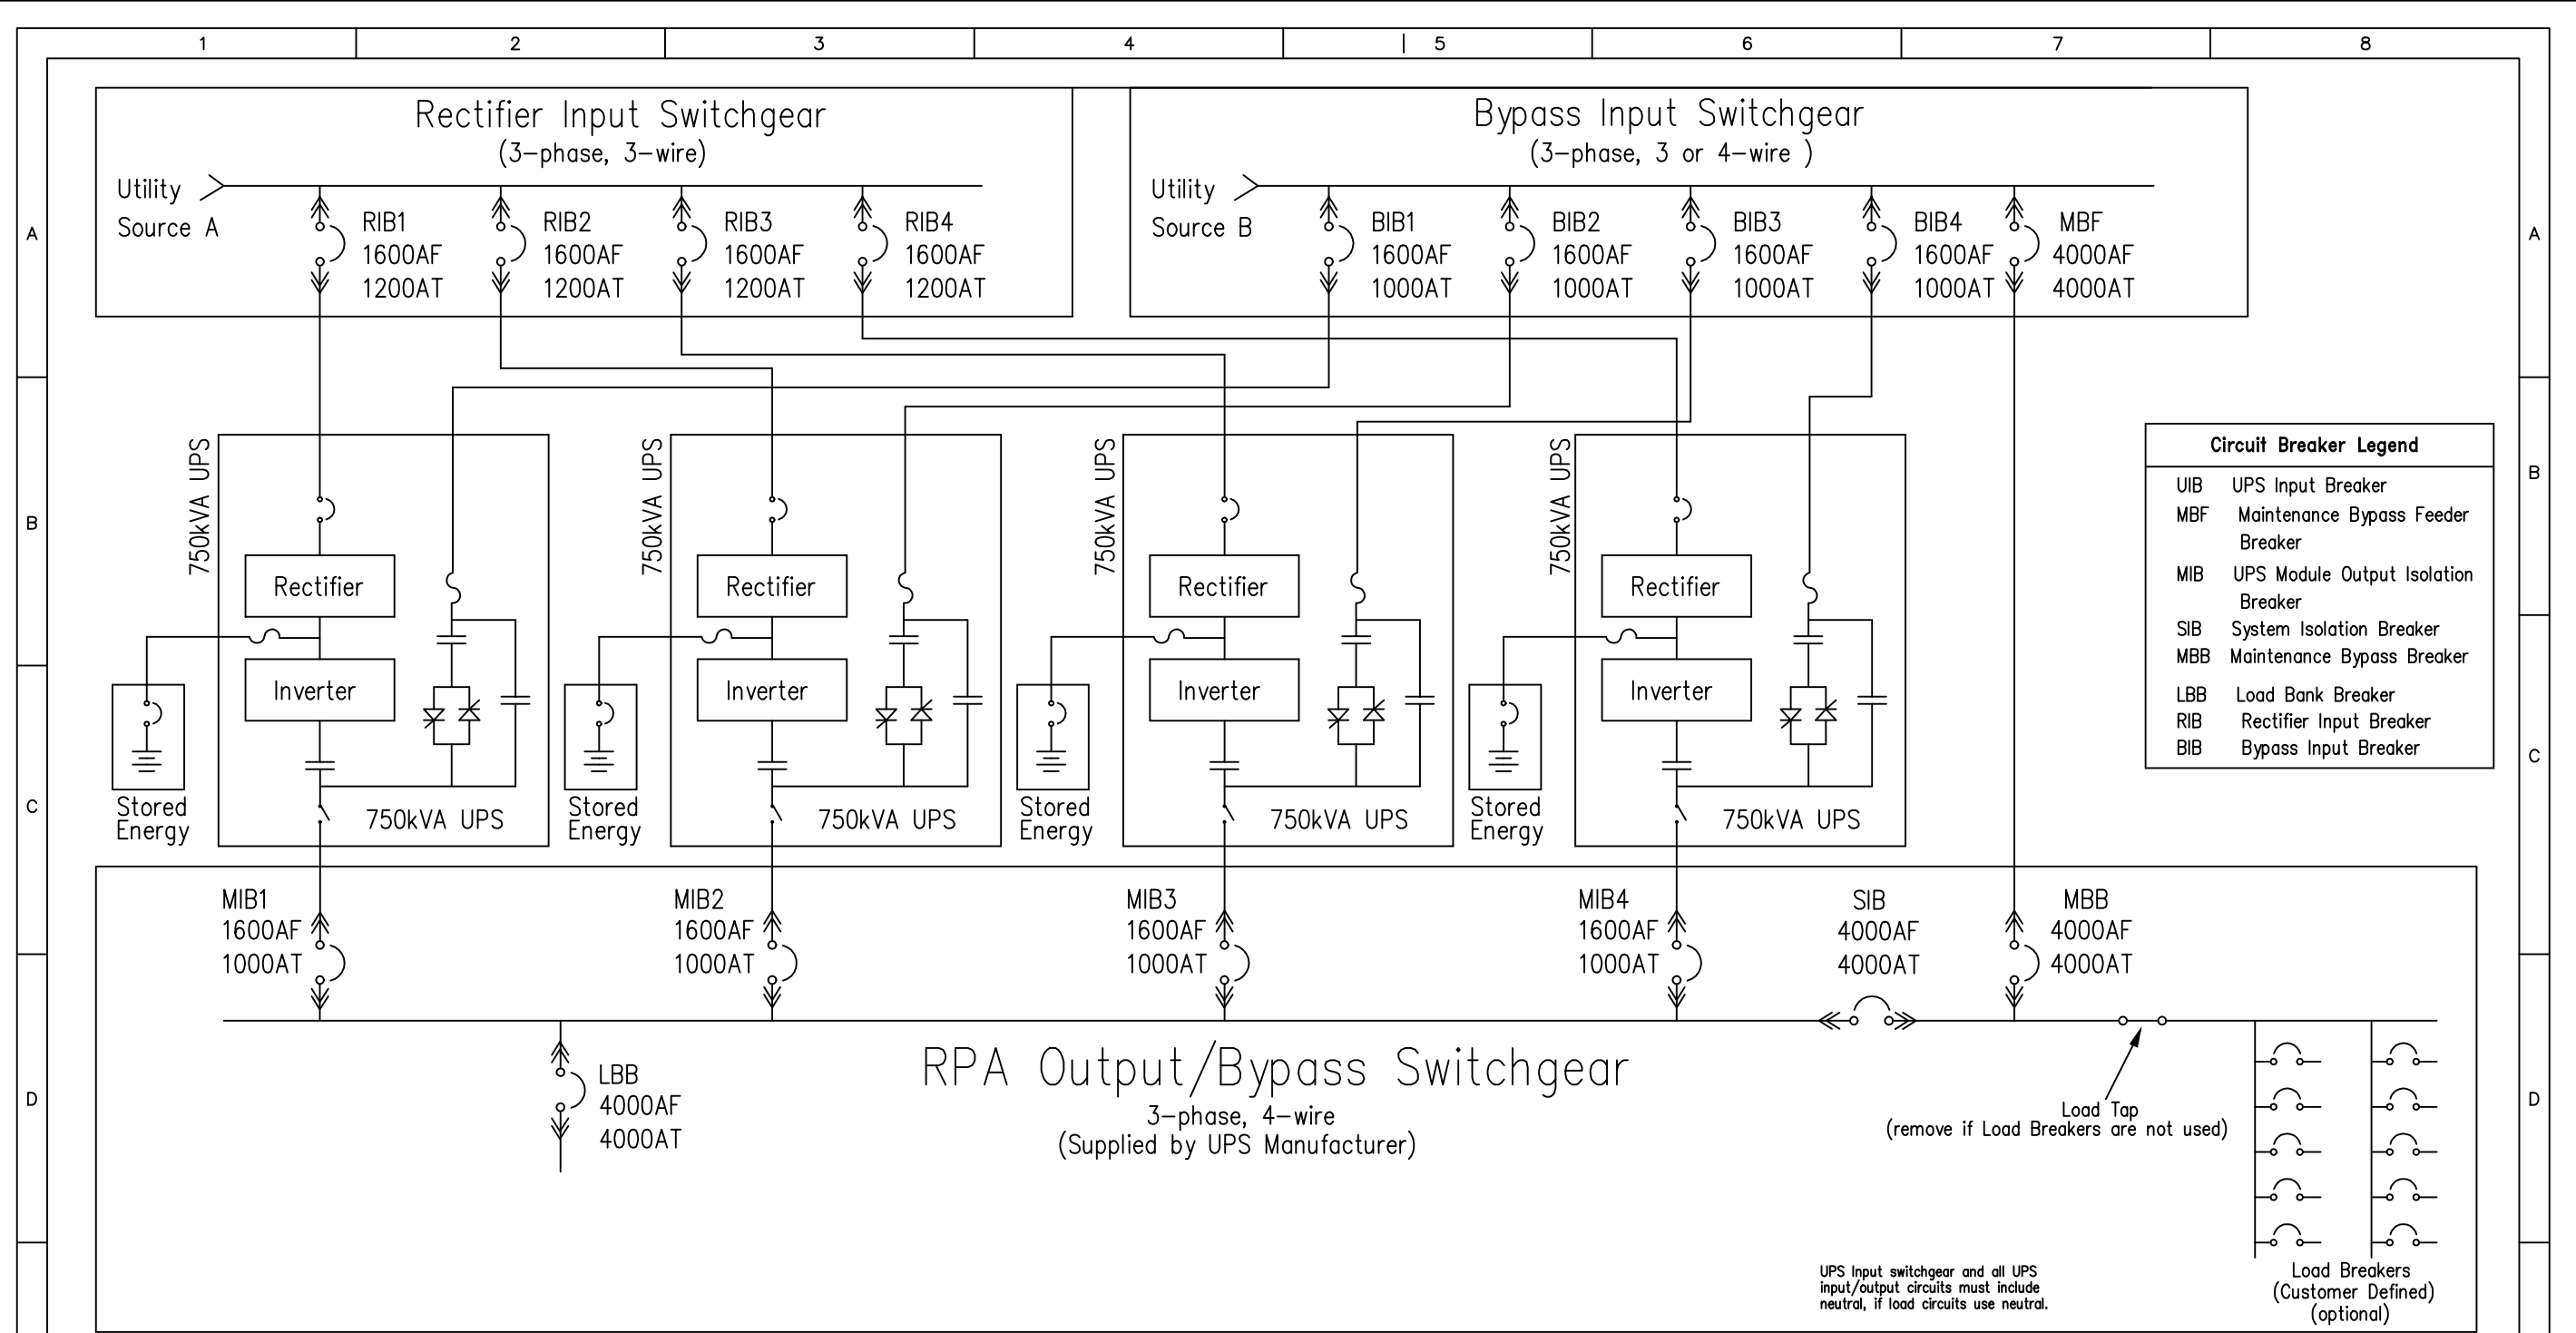 1 2 3 4 5 6 7 8
Rectifier Input Switchgear
(3-phase, 3-wire)
Utility
Source A
RIB1
1600AF
1200AT
RIB2
1600AF
1200AT
RIB3
1600AF
1200AT
RIB4
1600AF
1200AT
Bypass Input Switchgear
(3-phase, 3 or 4-wire )
Utility
Source B
BIB1
1600AF
1000AT
BIB2
1600AF
1000AT
BIB3
1600AF
1000AT
BIB4
1600AF
1000AT
MBF
4000AF
4000AT
A
A
B
B
750kVA UPS
Rectifier
Inverter
Stored
Energy
750kVA UPS
750kVA UPS
Rectifier
Inverter
Stored
Energy
750kVA UPS
750kVA UPS
Rectifier
Inverter
Stored
Energy
750kVA UPS
750kVA UPS
Rectifier
Inverter
Stored
Energy
750kVA UPS
Circuit Breaker Legend
UIB UPS Input Breaker
MBF Maintenance Bypass Feeder
Breaker
MIB UPS Module Output Isolation
Breaker
SIB System Isolation Breaker
MBB Maintenance Bypass Breaker
LBB Load Bank Breaker
RIB Rectifier Input Breaker
BIB Bypass Input Breaker
C
C
MIB1
1600AF
1000AT
MIB2
1600AF
1000AT
MIB3
1600AF
1000AT
MIB4
1600AF
1000AT
SIB
4000AF
4000AT
MBB
4000AF
4000AT
D
D
LBB
4000AF
4000AT
RPA Output/Bypass Switchgear
3-phase, 4-wire
(Supplied by UPS Manufacturer)
Load Tap
(remove if Load Breakers are not used)
UPS Input switchgear and all UPS
input/output circuits must include
neutral, if load circuits use neutral.
Load Breakers
(Customer Defined)
(optional)